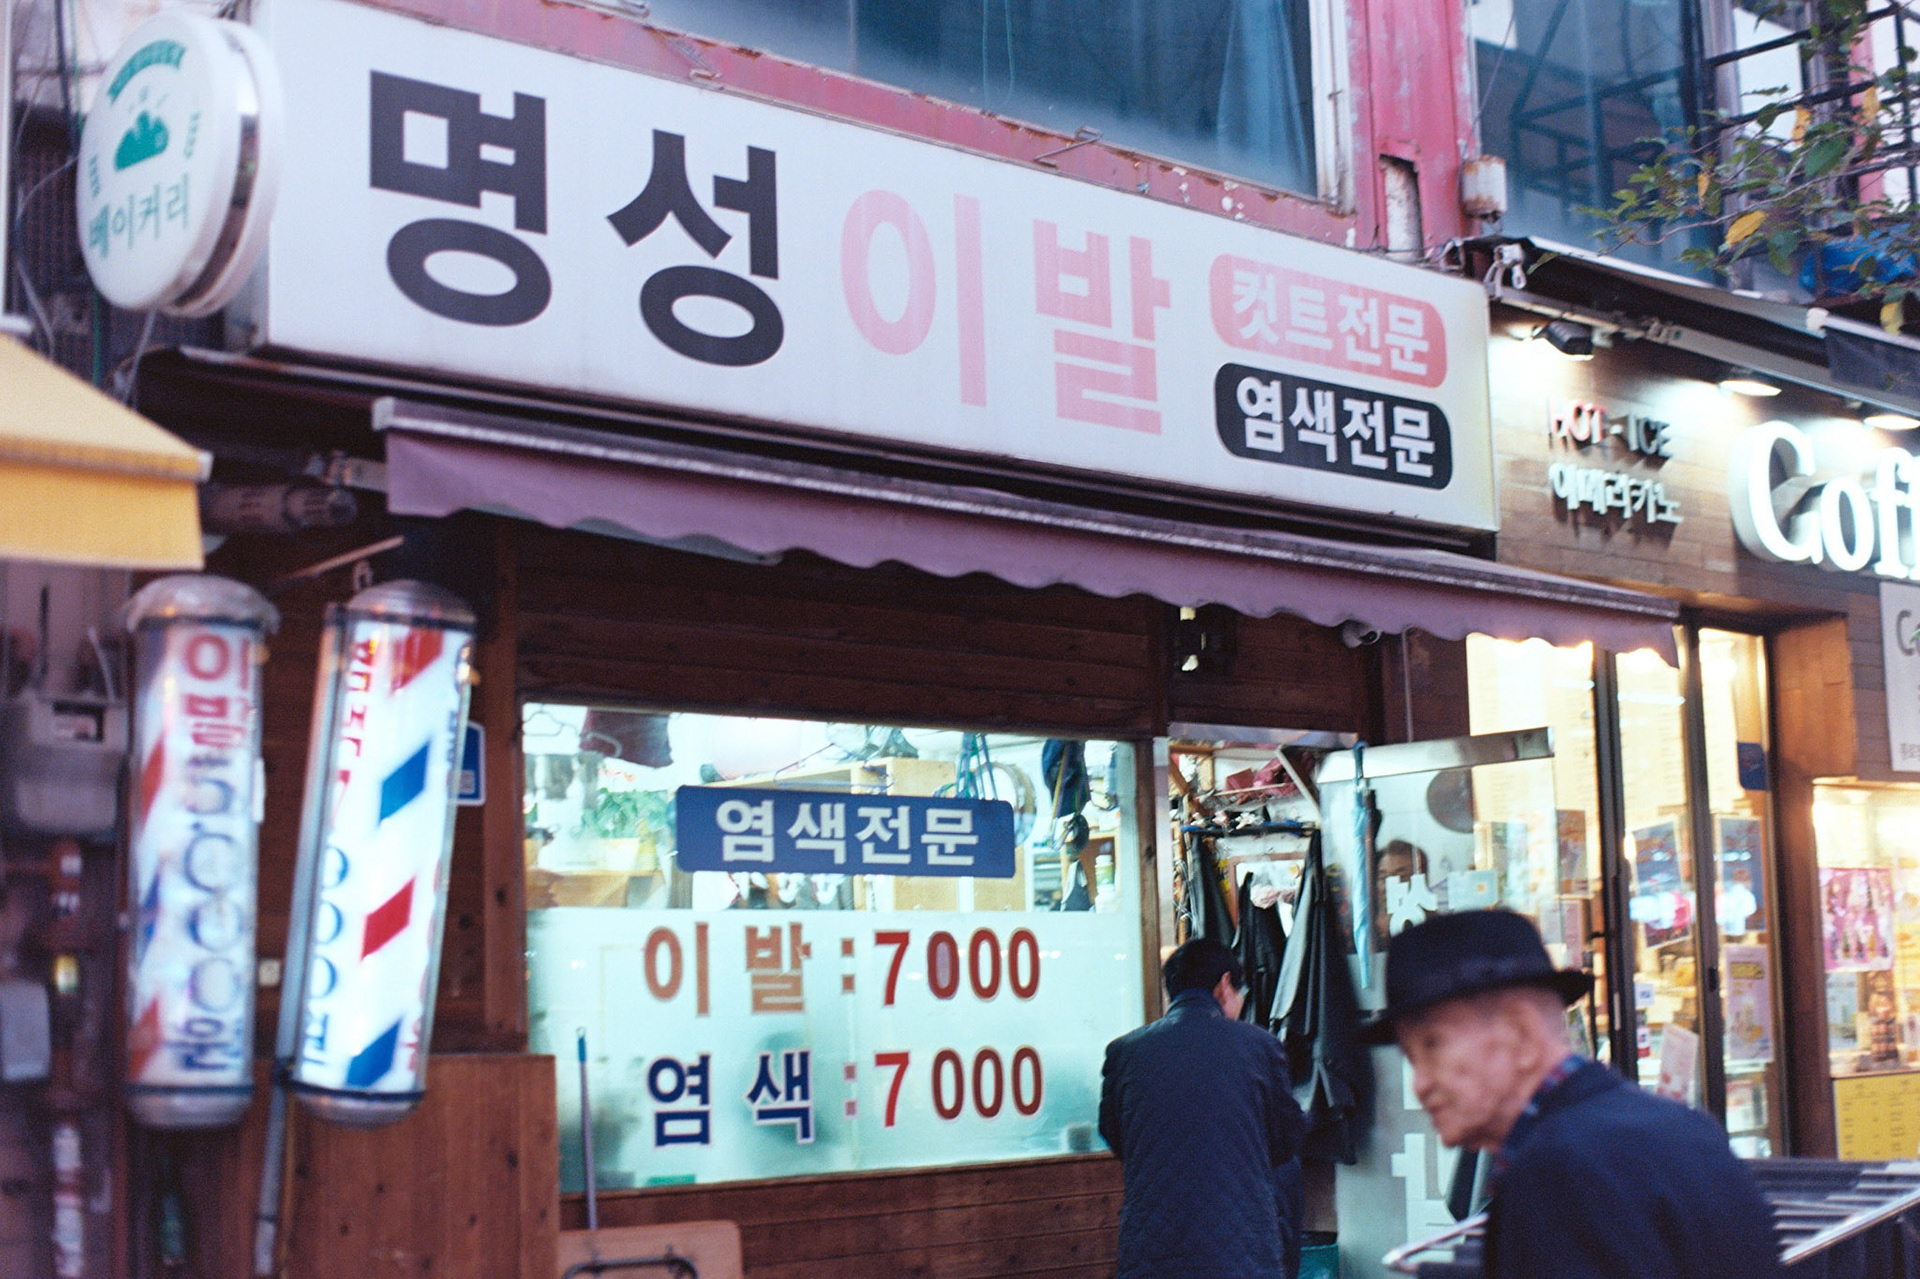 베이커리
명성이발
컷트전문
염색전문
HOT-ICE
아메리카노
Coff
이발
염색전문
이발:7000
염색:7000